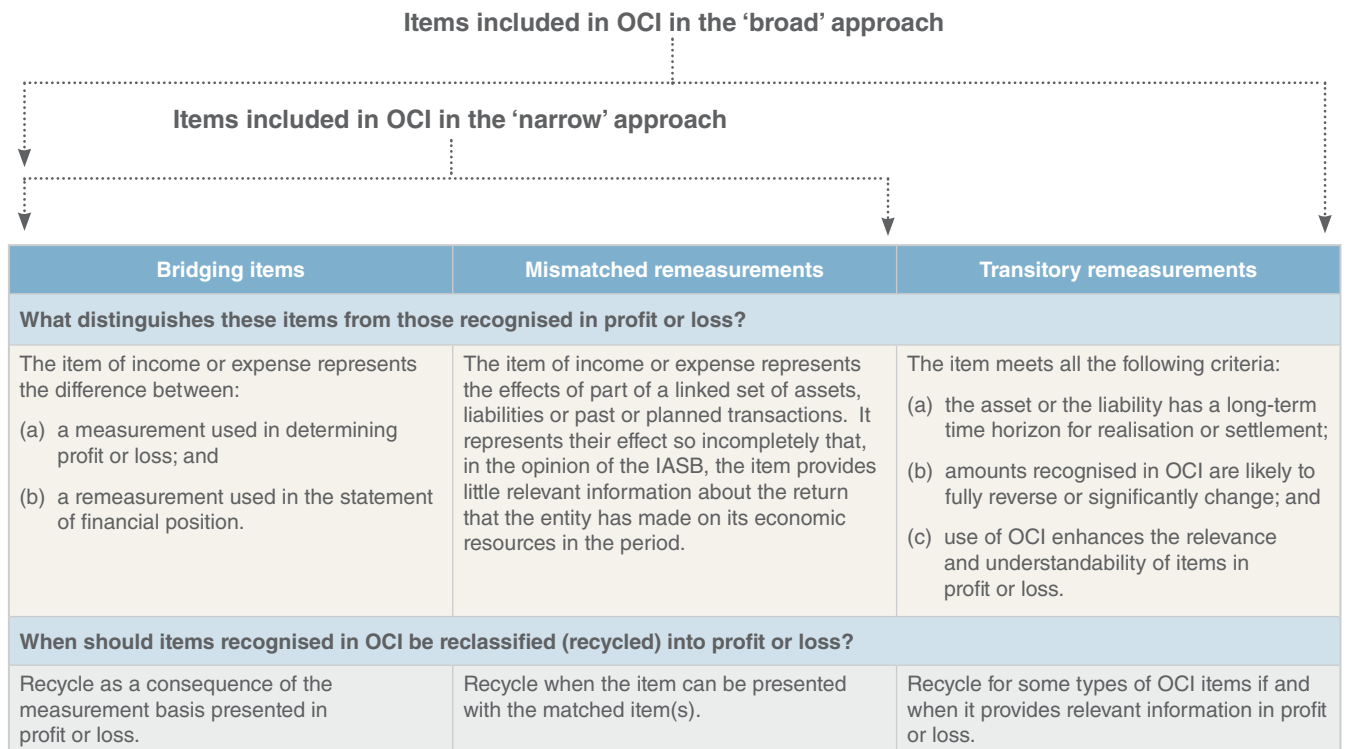 Items included in OCI in the ‘broad’ approach
Items included in OCI in the ‘narrow’ approach
Bridging items
Mismatched remeasurements
Transitory remeasurements
What distinguishes these items from those recognised in profit or loss?
The item of income or expense represents
the difference between:
(a) a measurement used in determining
profit or loss; and
(b) a remeasurement used in the statement
of financial position.
The item of income or expense represents
the effects of part of a linked set of assets,
liabilities or past or planned transactions. It
represents their effect so incompletely that,
in the opinion of the IASB, the item provides
little relevant information about the return
that the entity has made on its economic
resources in the period.
The item meets all the following criteria:
(a) the asset or the liability has a long-term
time horizon for realisation or settlement;
(b) amounts recognised in OCI are likely to
fully reverse or significantly change; and
(c) use of OCI enhances the relevance
and understandability of items in
profit or loss.
When should items recognised in OCI be reclassified (recycled) into profit or loss?
Recycle as a consequence of the
measurement basis presented in
profit or loss.
Recycle when the item can be presented
with the matched item(s).
Recycle for some types of OCI items if and
when it provides relevant information in profit
or loss.